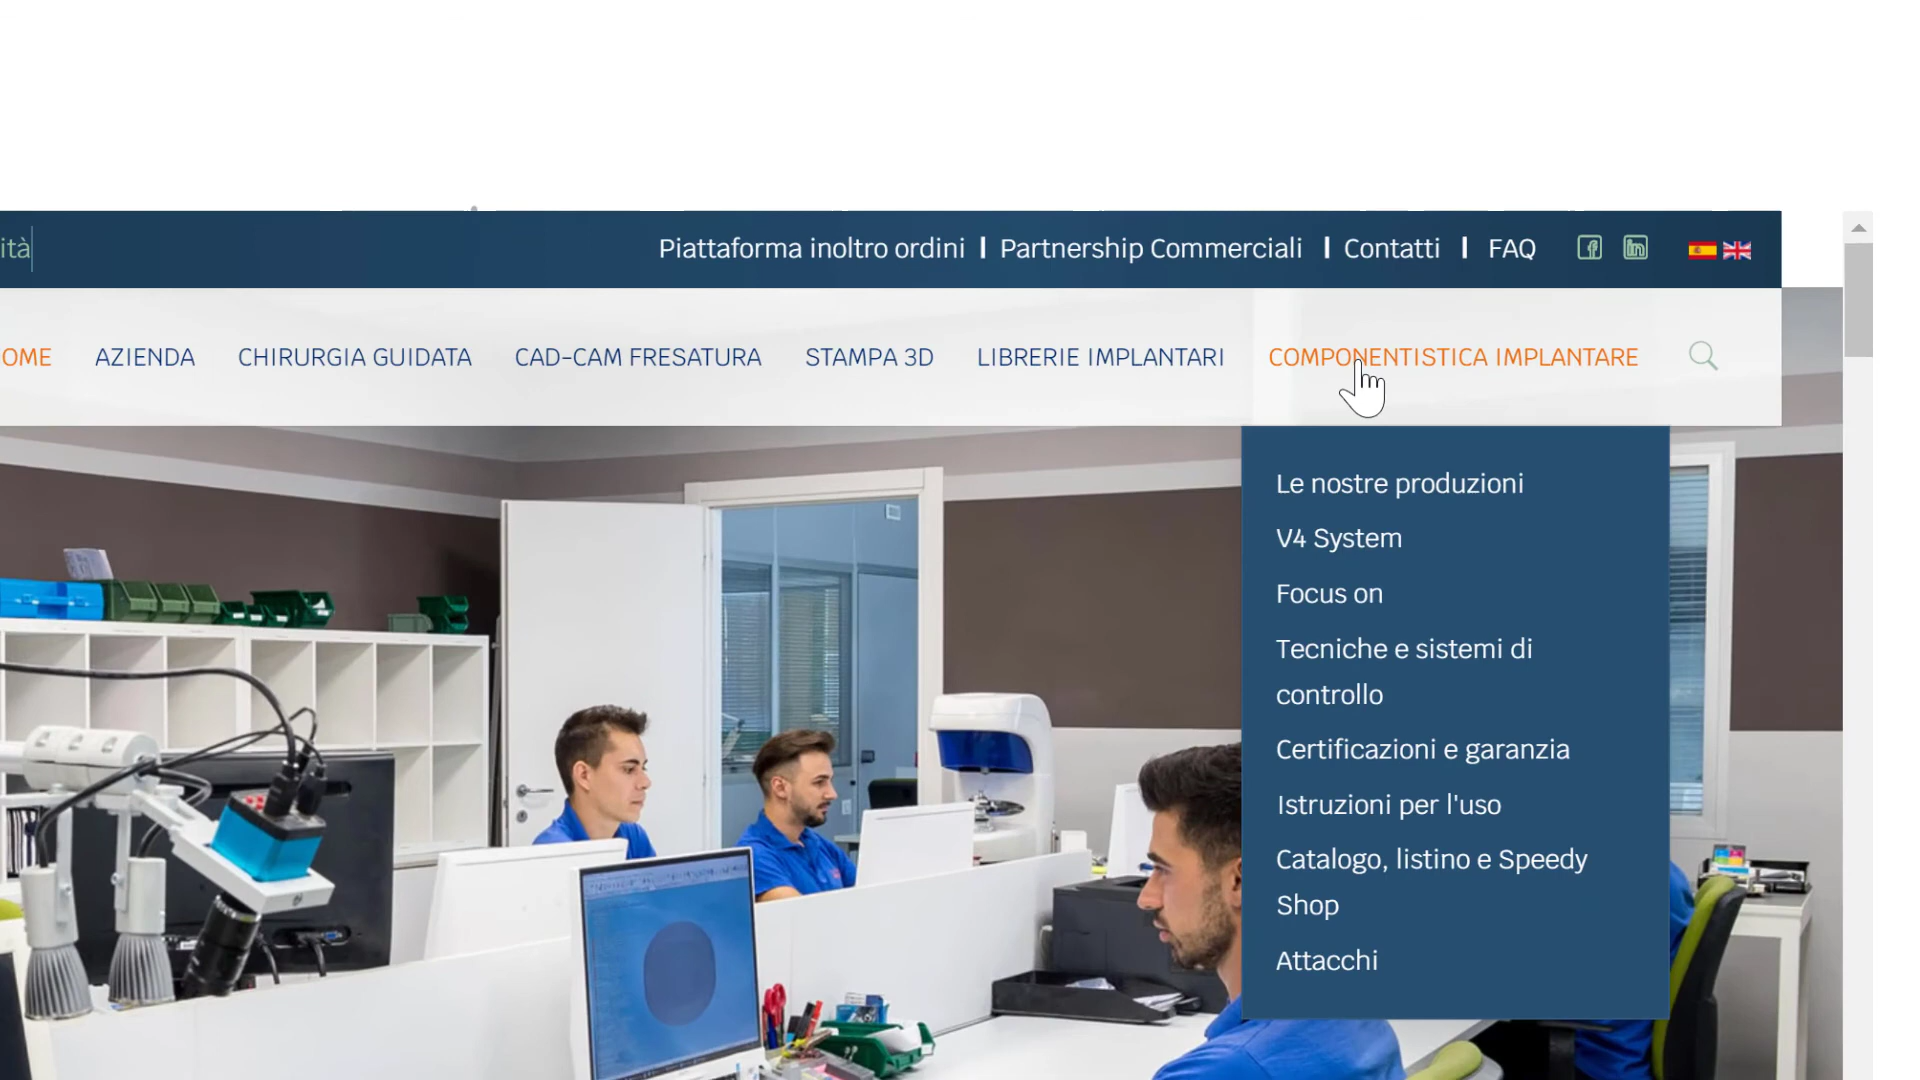 ità
Piattaforma inoltro ordini | Partnership Commerciali | Contatti | FAQ
OME AZIENDA CHIRURGIA GUIDATA CAD-CAM FRESATURA STAMPA 3D LIBRERIE IMPLANTARI COMPONENTISTICA IMPLANTARE
Le nostre produzioni
V4 System
Focus on
Tecniche e sistemi di
controllo
Certificazioni e garanzia
Istruzioni per l'uso
Catalogo, listino e Speedy
Shop
Attacchi